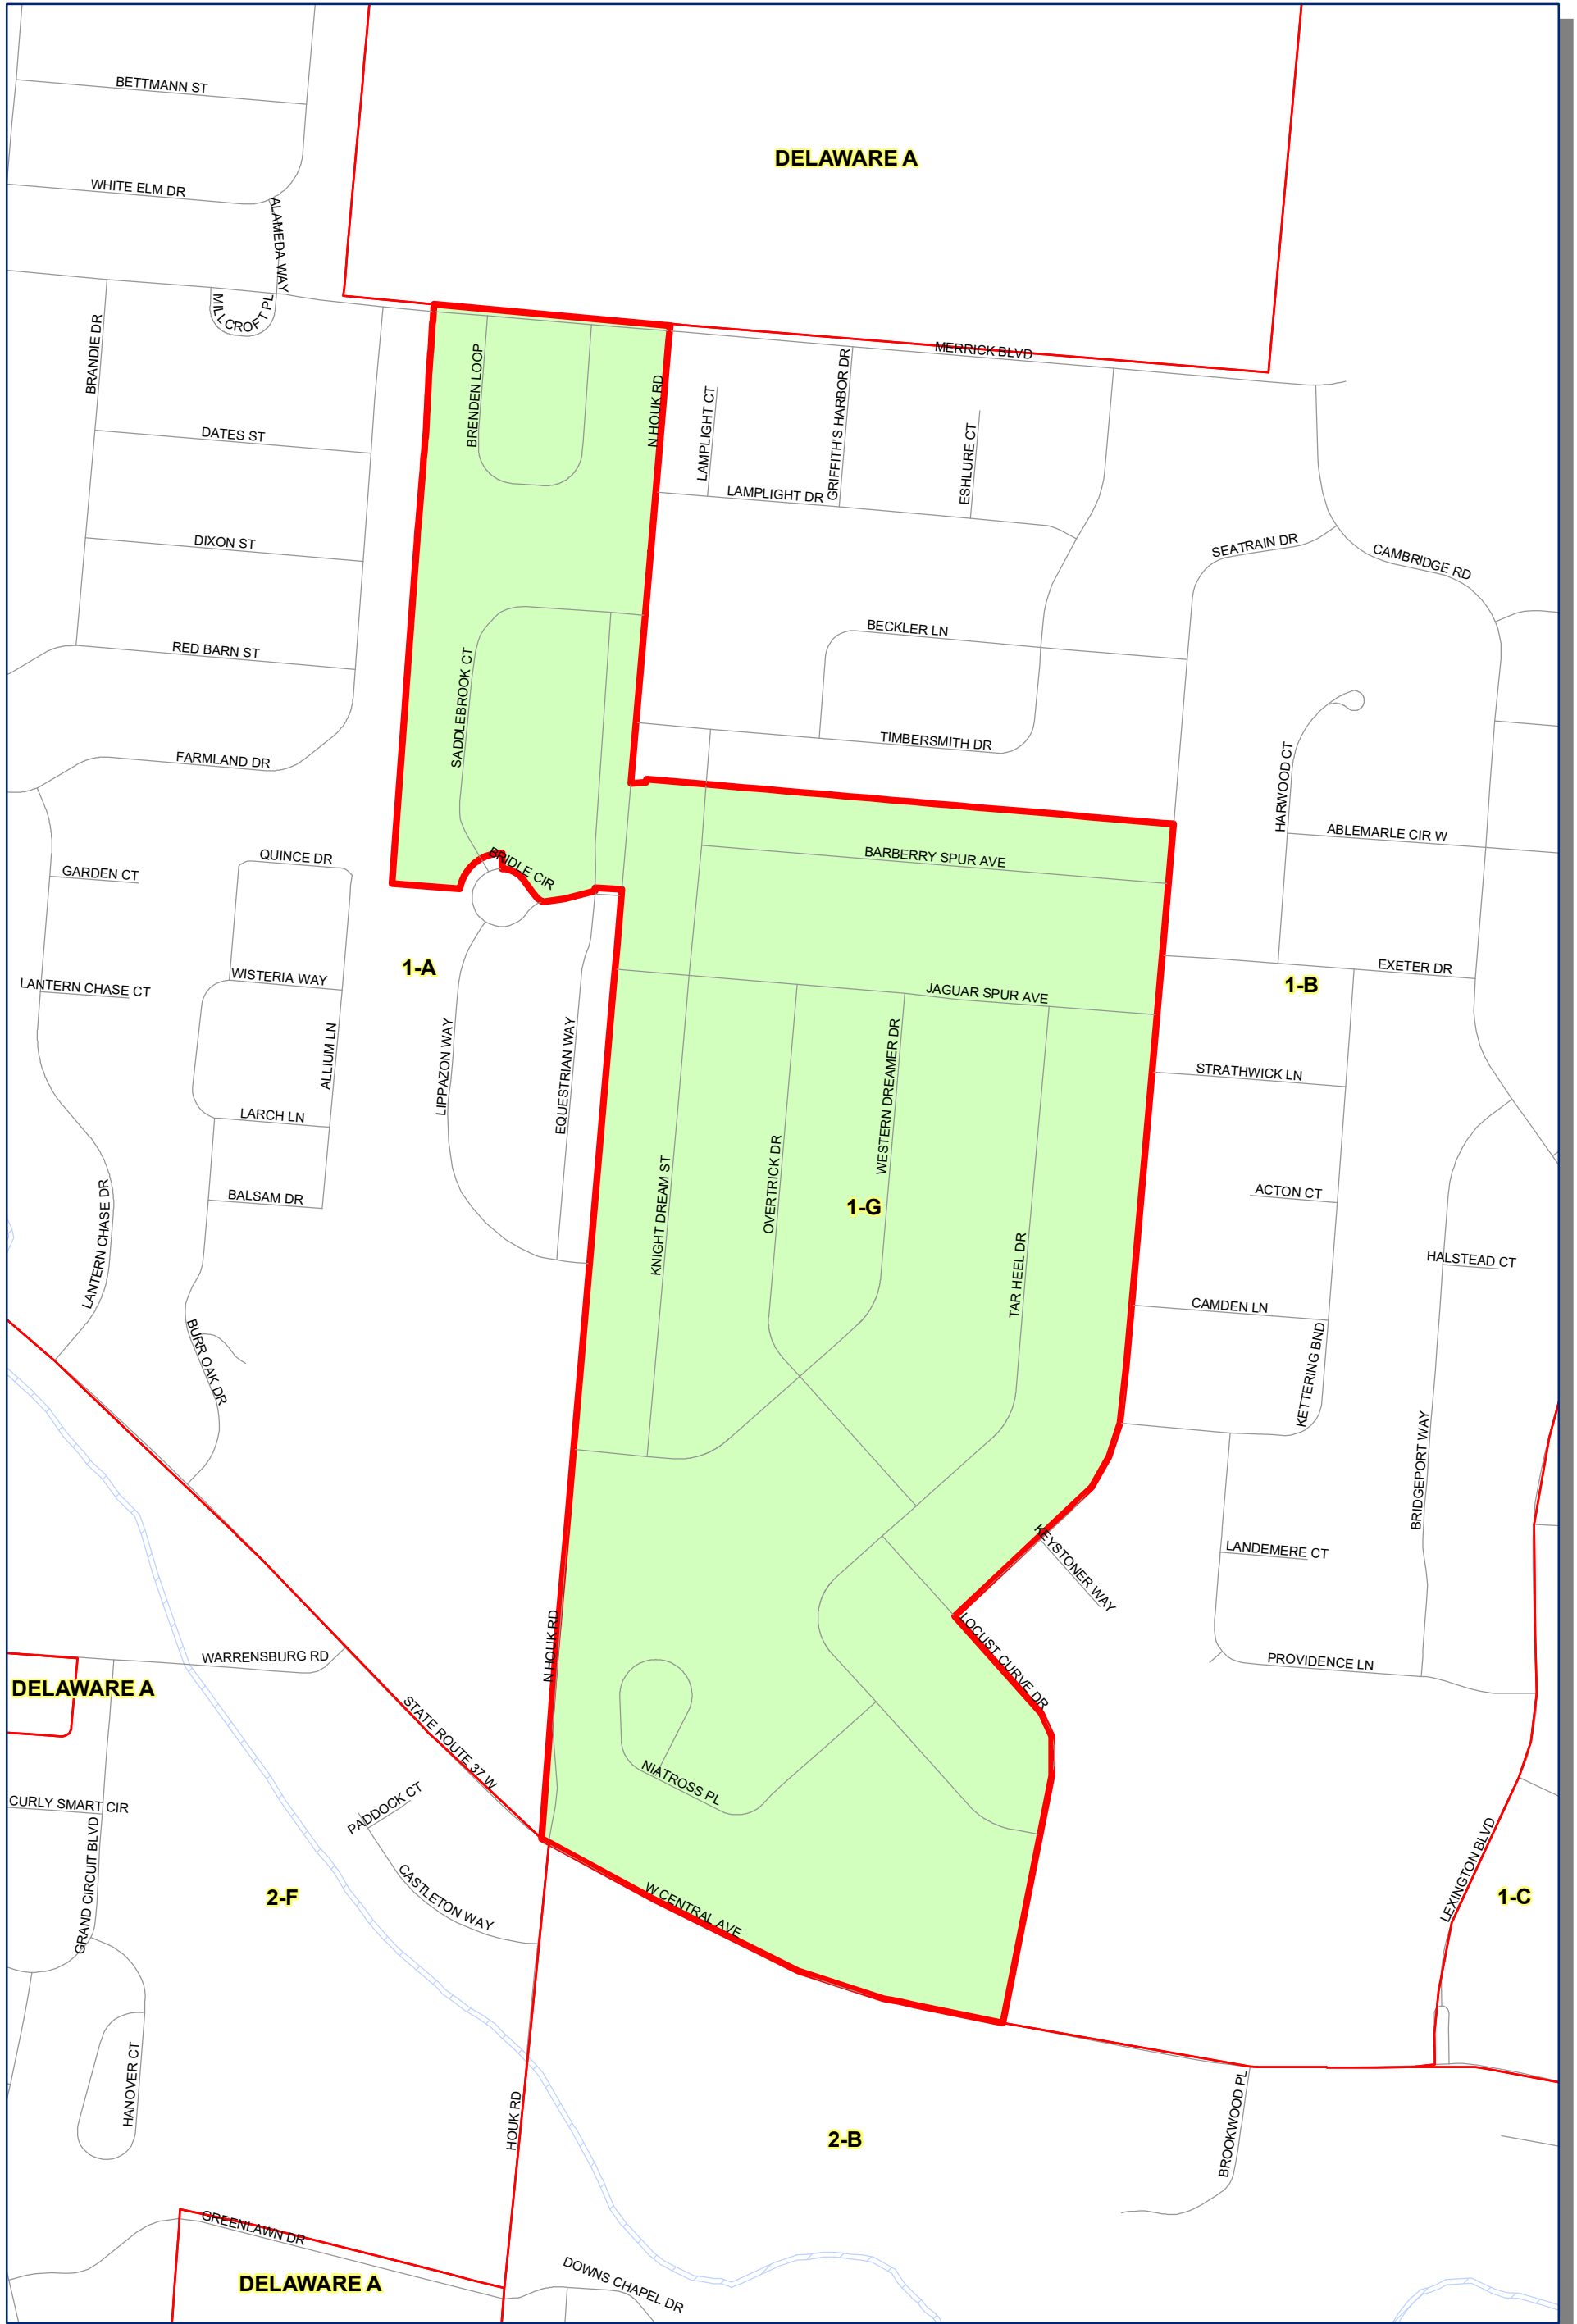 BETTMANN ST
DELAWARE A
WHITE ELM DR
ALAMEDA WAY
MILLCROFT PL
BRANDIE DR
MERRICK BLVD
BRENDEN LOOP
N HOUK RD
LAMPLIGHT CT
GRIFFITH'S HARBOR DR
ESHLURE CT
DATES ST
LAMPLIGHT DR
DIXON ST
SEATRAIN DR
CAMBRIDGE RD
BECKLER LN
RED BARN ST
SADDLEBROOK CT
TIMBERSMITH DR
FARMLAND DR
HARWOOD CT
ABLEMARLE CIR W
QUINCE DR
BRIDLE CIR
BARBERRY SPUR AVE
GARDEN CT
1-A
EXETER DR
WISTERIA WAY
LANTERN CHASE CT
JAGUAR SPUR AVE
1-B
ALLIUM LN
LIPPAZON WAY
EQUESTRIAN WAY
WESTERN DREAMER DR
STRATHWICK LN
LARCH LN
OVERTRICK DR
KNIGHT DREAM ST
BALSAM DR
1-G
ACTON CT
LANTERN CHASE DR
TAR HEEL DR
HALSTEAD CT
CAMDEN LN
BURR OAK DR
KETTERING BND
BRIDGEPORT WAY
KEYSTONER WAY
LANDEMERE CT
N HOUK RD
LOCUST CURVE DR
WARRENSBURG RD
PROVIDENCE LN
DELAWARE A
STATE ROUTE 37 W
NIATROSS PL
CURLY SMART CIR
PADDOCK CT
GRAND CIRCUIT BLVD
LEXINGTON BLVD
2-F
CASTLETON WAY
W CENTRAL AVE
1-C
HANOVER CT
HOUK RD
2-B
BROOKWOOD PL
GREENLAWN DR
DELAWARE A
DOWNS CHAPEL DR